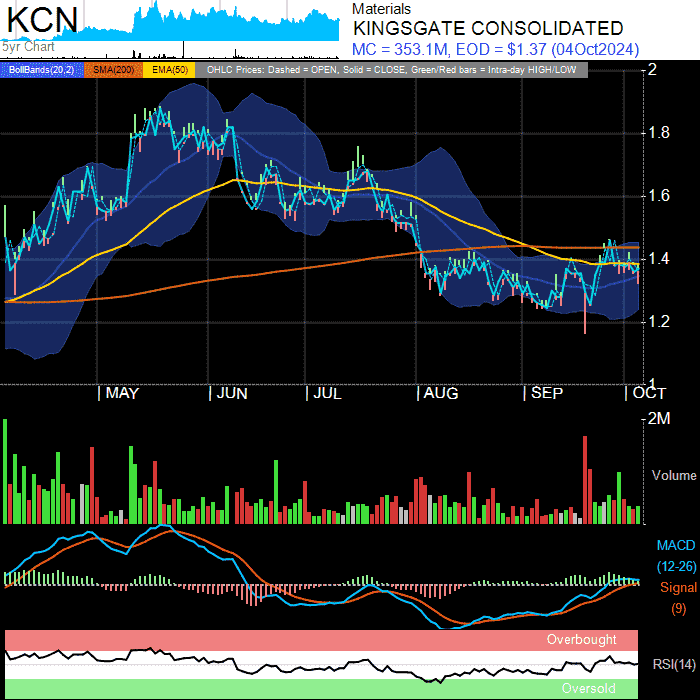 KCN
5yr Chart
Materials
KINGSGATE CONSOLIDATED
MC = 353.1M, EOD = $1.37 (04Oct2024)
BollBands(20,2) SMA(200) EMA(50) OHLC Prices: Dashed = OPEN, Solid = CLOSE, Green/Red bars = Intra-day HIGH/LOW
2
1.8
1.6
1.4
1.2
1
MAY JUN JUL AUG SEP OCT
2M
Volume
MACD
(12-26)
Signal
(9)
Overbought
RSI(14)
Oversold